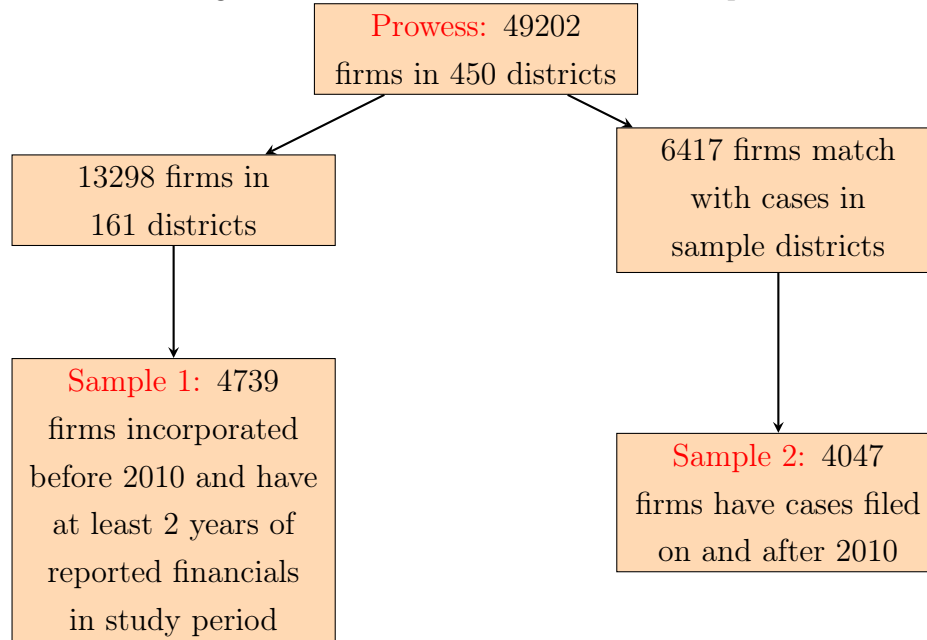 Prowess: 49202
firms in 450 districts
13298 firms in
161 districts
6417 firms match
with cases in
sample districts
Sample 1: 4739
firms incorporated
before 2010 and have
at least 2 years of
reported financials
in study period
Sample 2: 4047
firms have cases filed
on and after 2010